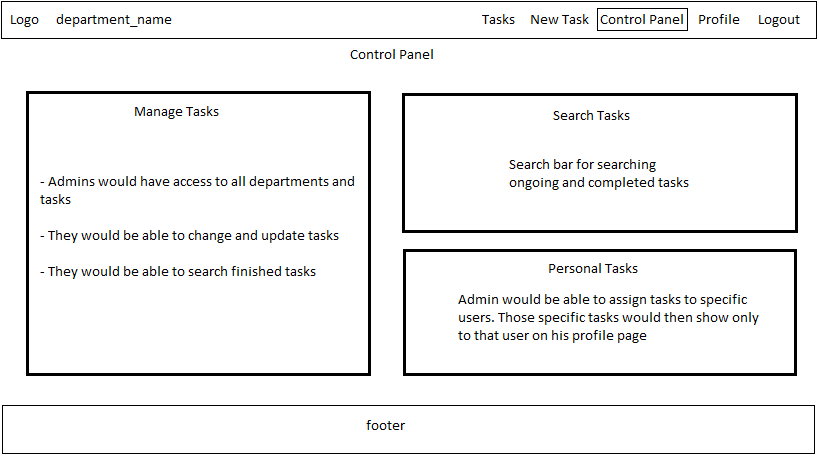 Logo department_name Tasks New Task Control Panel Profile Logout
Control Panel
Manage Tasks
- Admins would have access to all departments and
tasks
- They would be able to change and update tasks
- They would be able to search finished tasks
Search Tasks
Search bar for searching
ongoing and completed tasks
Personal Tasks
Admin would be able to assign tasks to specific
users. Those specific tasks would then show only
to that user on his profile page
footer